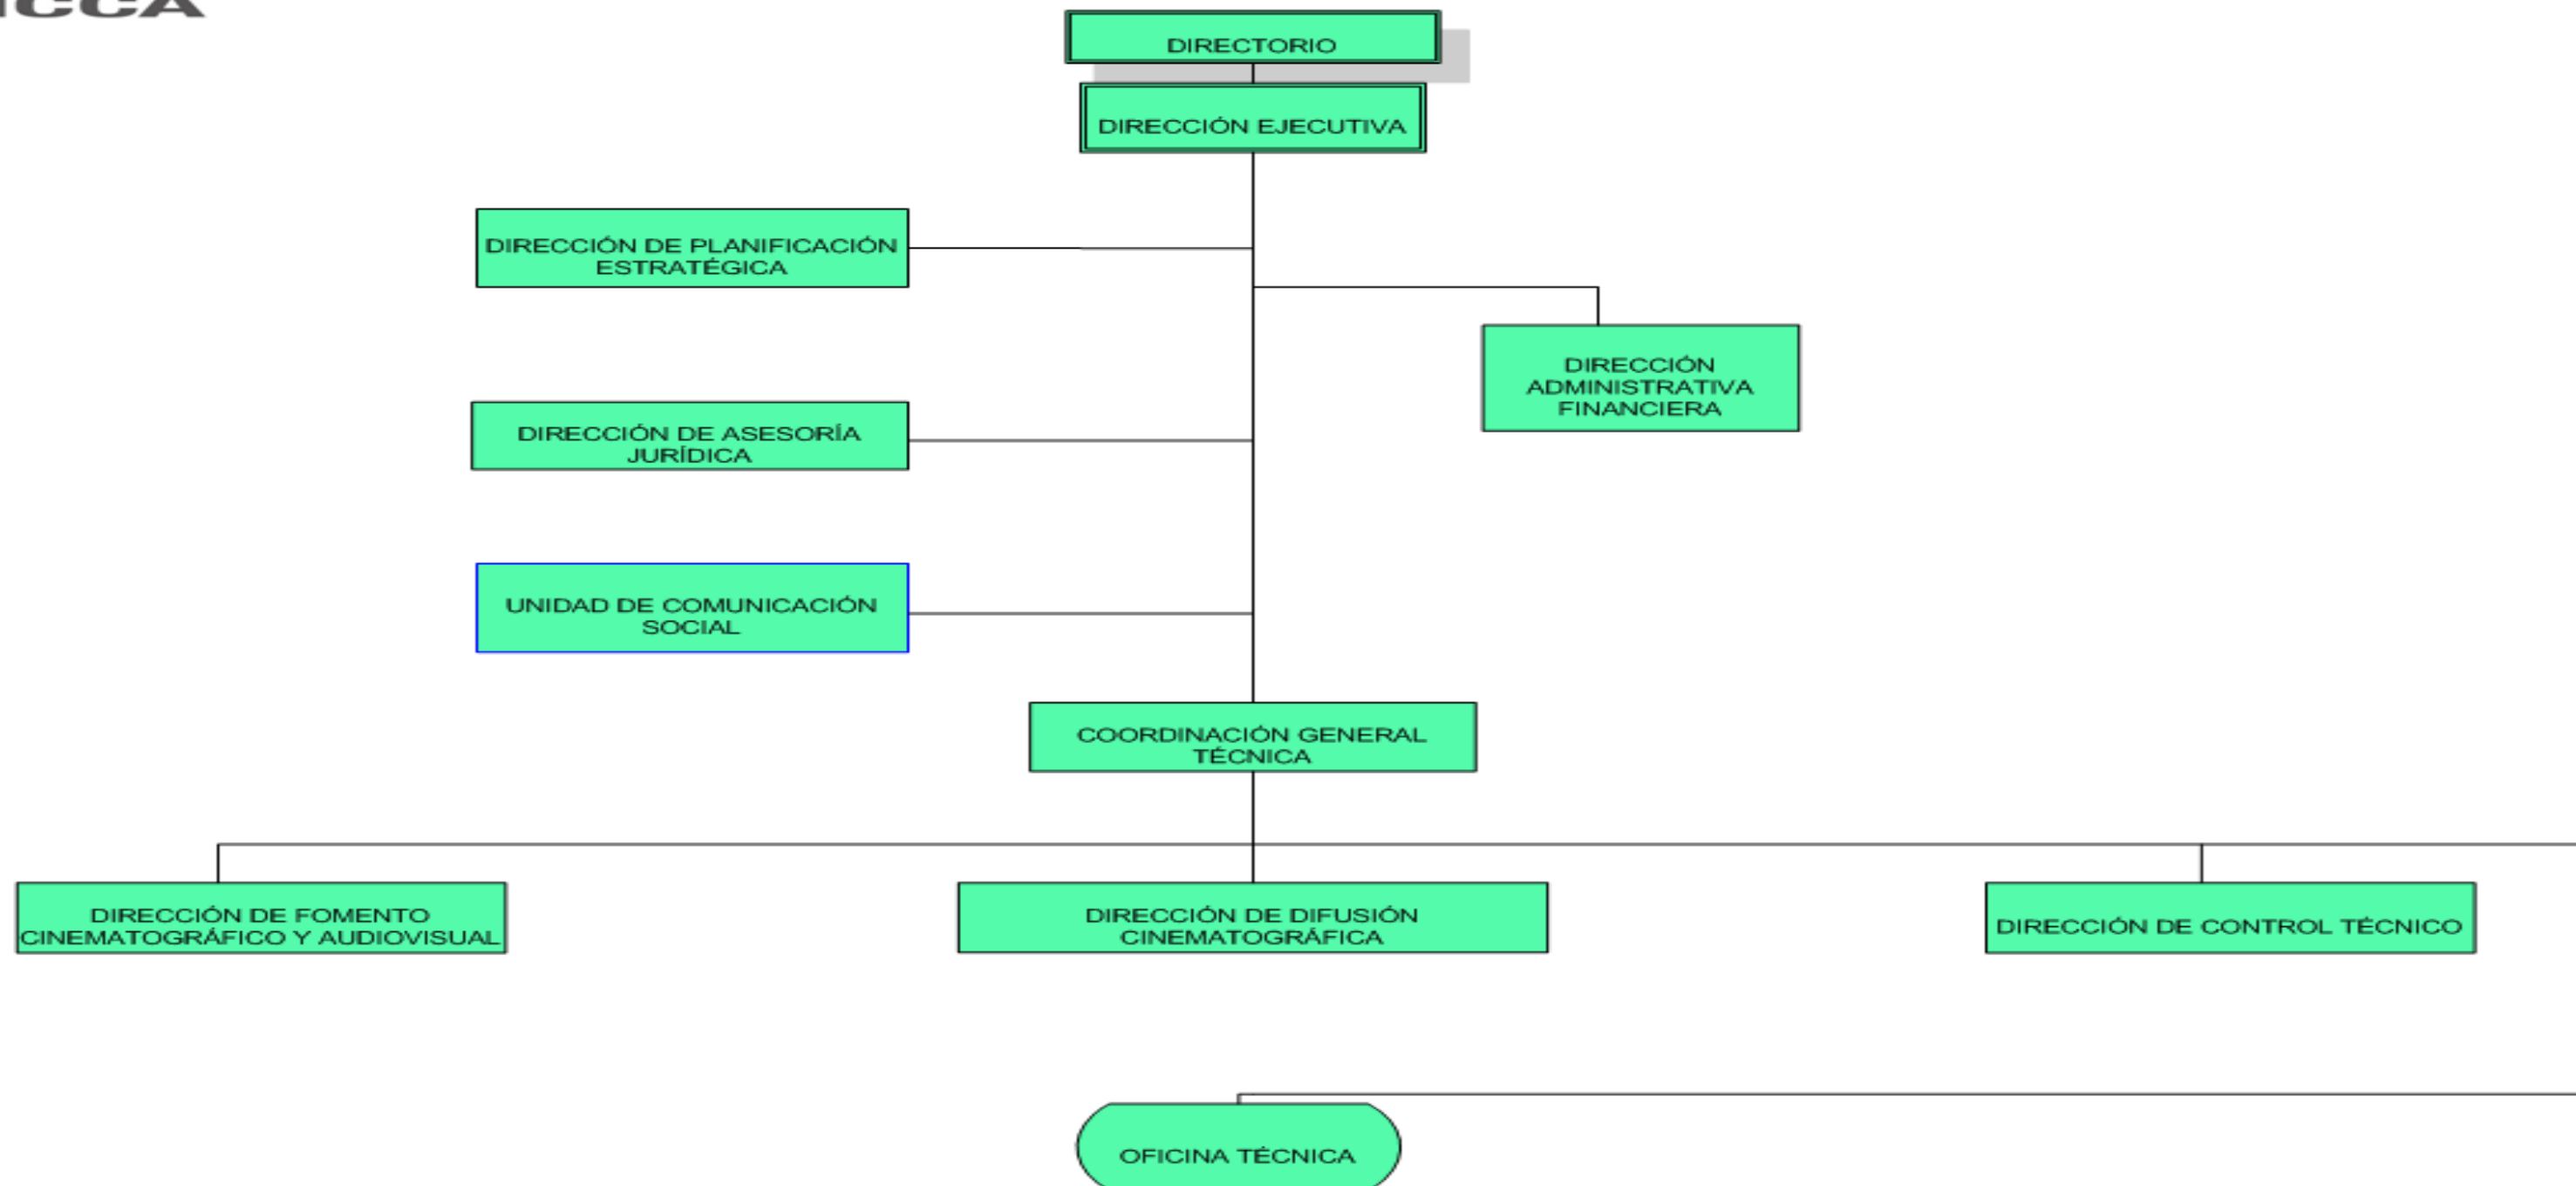 DIRECTORIO
DIRECCIÓN EJECUTIVA
DIRECCIÓN DE PLANIFICACIÓN
ESTRATÉGICA
DIRECCIÓN
ADMINISTRATIVA
FINANCIERA
DIRECCIÓN DE ASESORÍA
JURÍDICA
UNIDAD DE COMUNICACIÓN
SOCIAL
COORDINACIÓN GENERAL
TÉCNICA
DIRECCIÓN DE FOMENTO
CINEMATOGRÁFICO Y AUDIOVISUAL
DIRECCIÓN DE DIFUSIÓN
CINEMATOGRÁFICA
DIRECCIÓN DE CONTROL TÉCNICO
OFICINA TÉCNICA